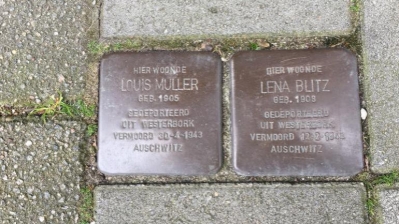 HIER WOONDE
LOUIS MULLER
GEB. 1905
GEDEPORTEERD
UIT WESTERBORK
VERMOORD 30-4-1943
AUSCHWITZ
HIER WOONDE
LENA BLITZ
GEB.
GEDEPORTEERD
UIT WESTERBORK
VERMOORD
AUSCHWITZ